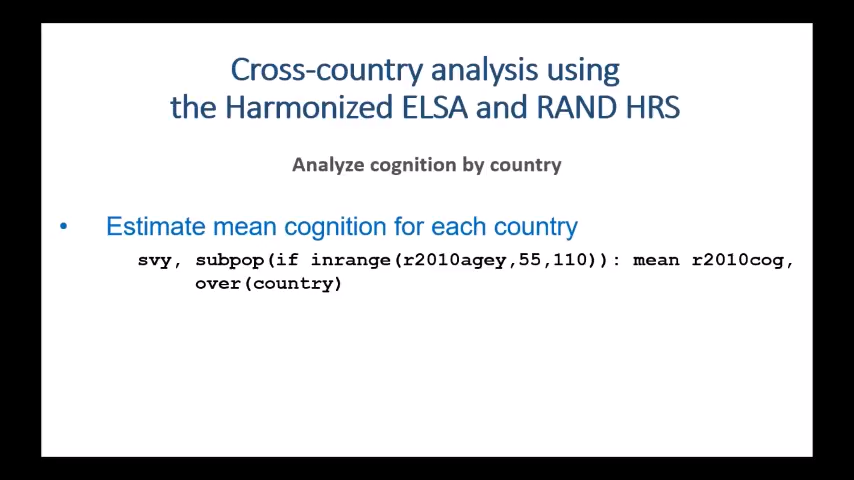 Cross-country analysis using
the Harmonized ELSA and RAND HRS
Analyze cognition by country
• Estimate mean cognition for each country
svy, subpop(if inrange(r2010agey,55,110)): mean r2010cog,
over(country)